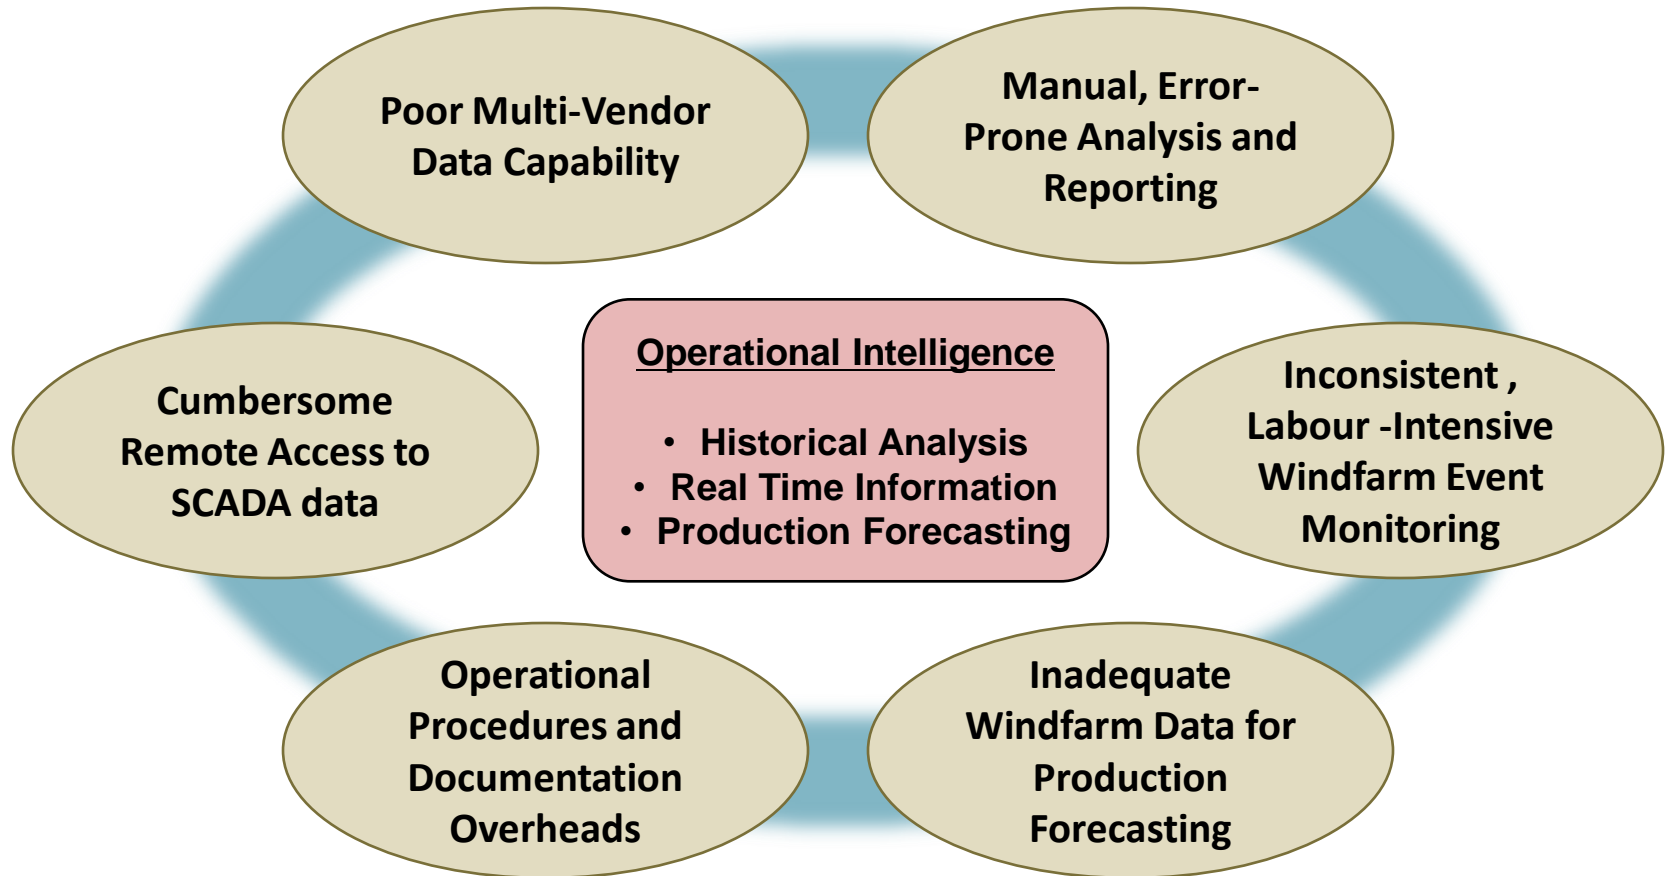 Poor Multi-Vendor
Data Capability
Manual, Error-
Prone Analysis and
Reporting
Operational Intelligence
• Historical Analysis
• Real Time Information
• Production Forecasting
Cumbersome
Remote Access to
SCADA data
Inconsistent ,
Labour -Intensive
Windfarm Event
Monitoring
Operational
Procedures and
Documentation
Overheads
Inadequate
Windfarm Data for
Production
Forecasting